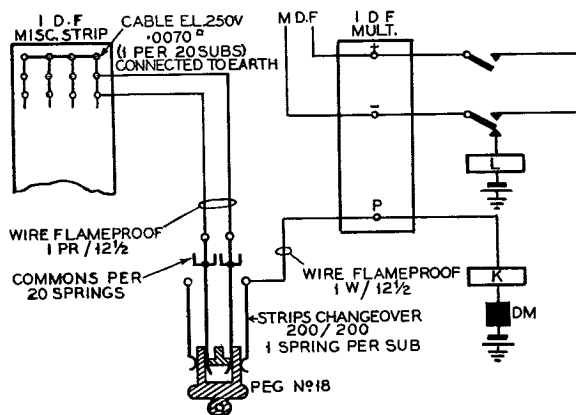 I D.F
MISC. STRIP
CABLE E.L. 250V
.0070 □"
(1 PER 20 SUBS)
CONNECTED TO EARTH
M D.F
I D F
MULT.
+
−
L
P
K
DM
WIRE FLAMEPROOF
1 PR / 12½
COMMONS PER
20 SPRINGS
WIRE FLAMEPROOF
1 W / 12½
STRIPS CHANGEOVER
200 / 200
1 SPRING PER SUB
PEG Nº 18